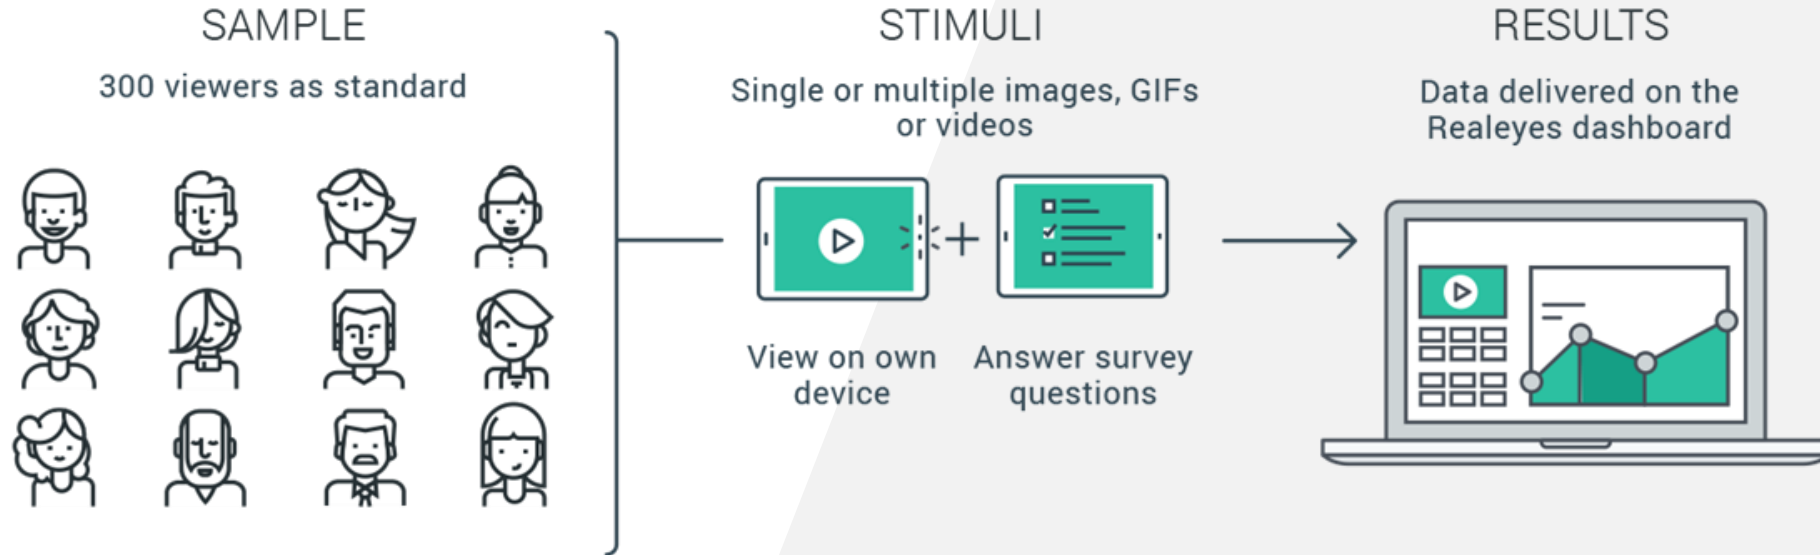 SAMPLE
300 viewers as standard
STIMULI
Single or multiple images, GIFs
or videos
View on own
device
Answer survey
questions
RESULTS
Data delivered on the
Realeyes dashboard